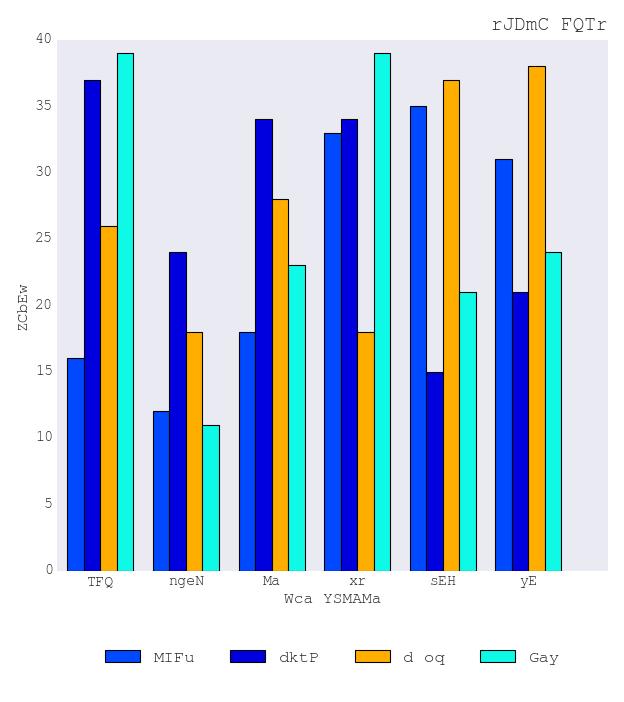 rJDmC FQTr
40
35
30
25
20
15
10
5
0
ZCbEw
TFQ ngeN Ma xr sEH yE
Wca YSMAMa
MIFu dktP d oq Gay